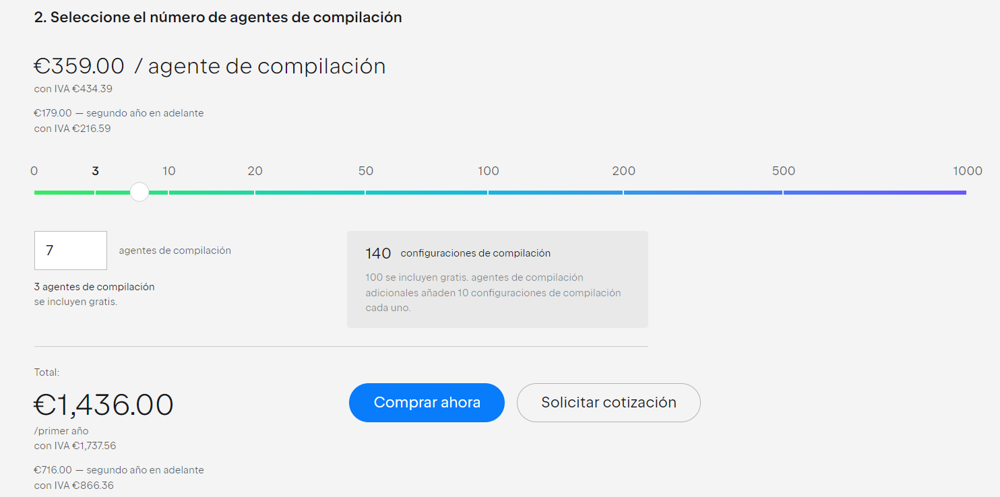 2. Seleccione el número de agentes de compilación
€359.00 / agente de compilación
con IVA €434.39
€179.00 — segundo año en adelante
con IVA €216.59
0 3 10 20 50 100 200 500 1000
7 agentes de compilación
3 agentes de compilación
se incluyen gratis.
140 configuraciones de compilación
100 se incluyen gratis. agentes de compilación
adicionales añaden 10 configuraciones de compilación
cada uno.
Total:
€1,436.00
/primer año
con IVA €1,737.56
€716.00 — segundo año en adelante
con IVA €866.36
Comprar ahora
Solicitar cotización